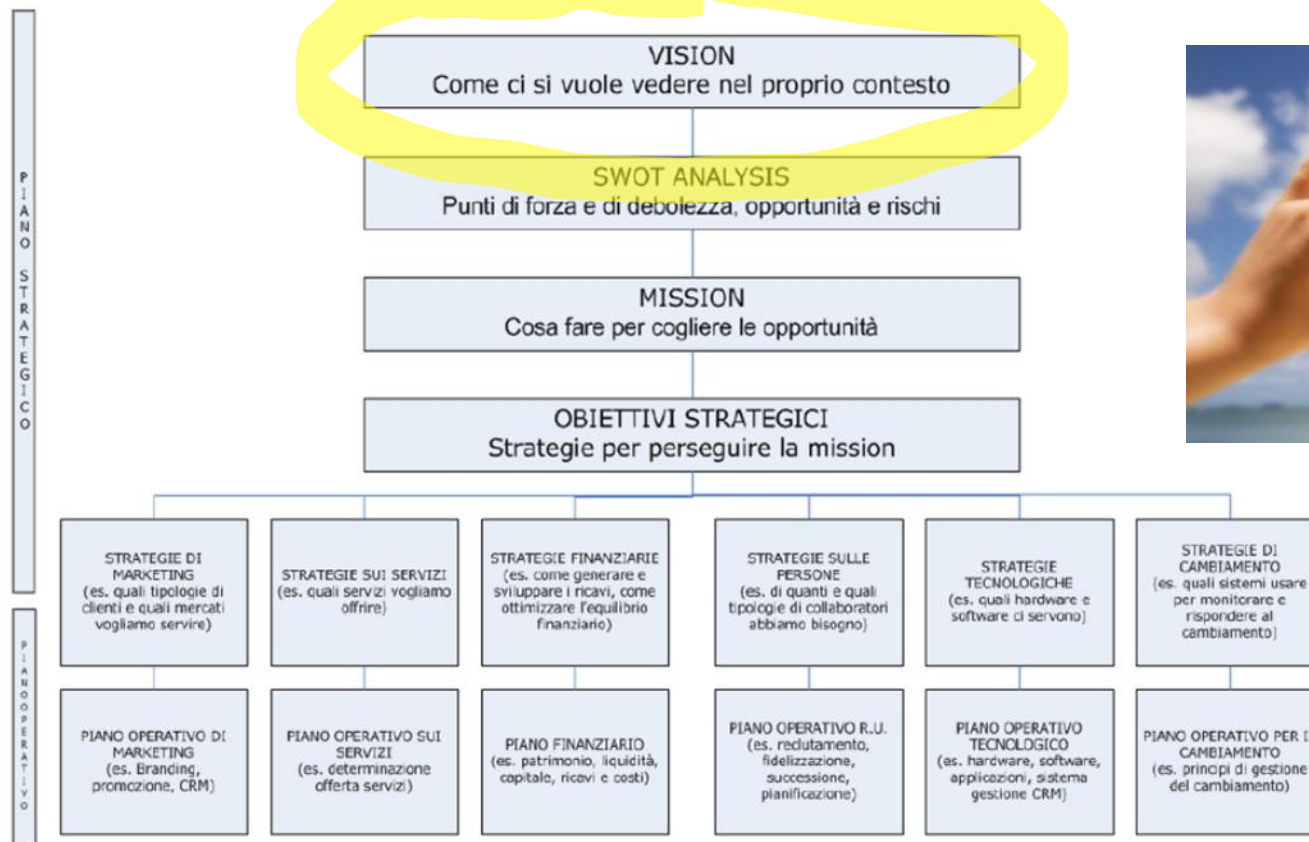 PIANO STRATEGICO
VISION
Come ci si vuole vedere nel proprio contesto
SWOT ANALYSIS
Punti di forza e di debolezza, opportunità e rischi
MISSION
Cosa fare per cogliere le opportunità
OBIETTIVI STRATEGICI
Strategie per perseguire la mission
STRATEGIE DI
MARKETING
(es. quali tipologie di
clienti e quali mercati
vogliamo servire)
STRATEGIE SUI SERVIZI
(es. quali servizi vogliamo
offrire)
STRATEGIE FINANZIARIE
(es. come generare e
sviluppare i ricavi, come
ottimizzare l'equilibrio
finanziario)
STRATEGIE SULLE
PERSONE
(es. di quanti e quali
tipologie di collaboratori
abbiamo bisogno)
STRATEGIE
TECNOLOGICHE
(es. quali hardware e
software ci servono)
STRATEGIE DI
CAMBIAMENTO
(es. quali sistemi usare
per monitorare e
rispondere al
cambiamento)
PIANO OPERATIVO
PIANO OPERATIVO DI
MARKETING
(es. Branding,
promozione, CRM)
PIANO OPERATIVO SUI
SERVIZI
(es. determinazione
offerta servizi)
PIANO FINANZIARIO
(es. patrimonio, liquidità,
capitale, ricavi e costi)
PIANO OPERATIVO R.U.
(es. reclutamento,
fidelizzazione,
successione,
pianificazione)
PIANO OPERATIVO
TECNOLOGICO
(es. hardware, software,
applicazioni, sistema
gestione CRM)
PIANO OPERATIVO PER I
CAMBIAMENTO
(es. principi di gestione
del cambiamento)